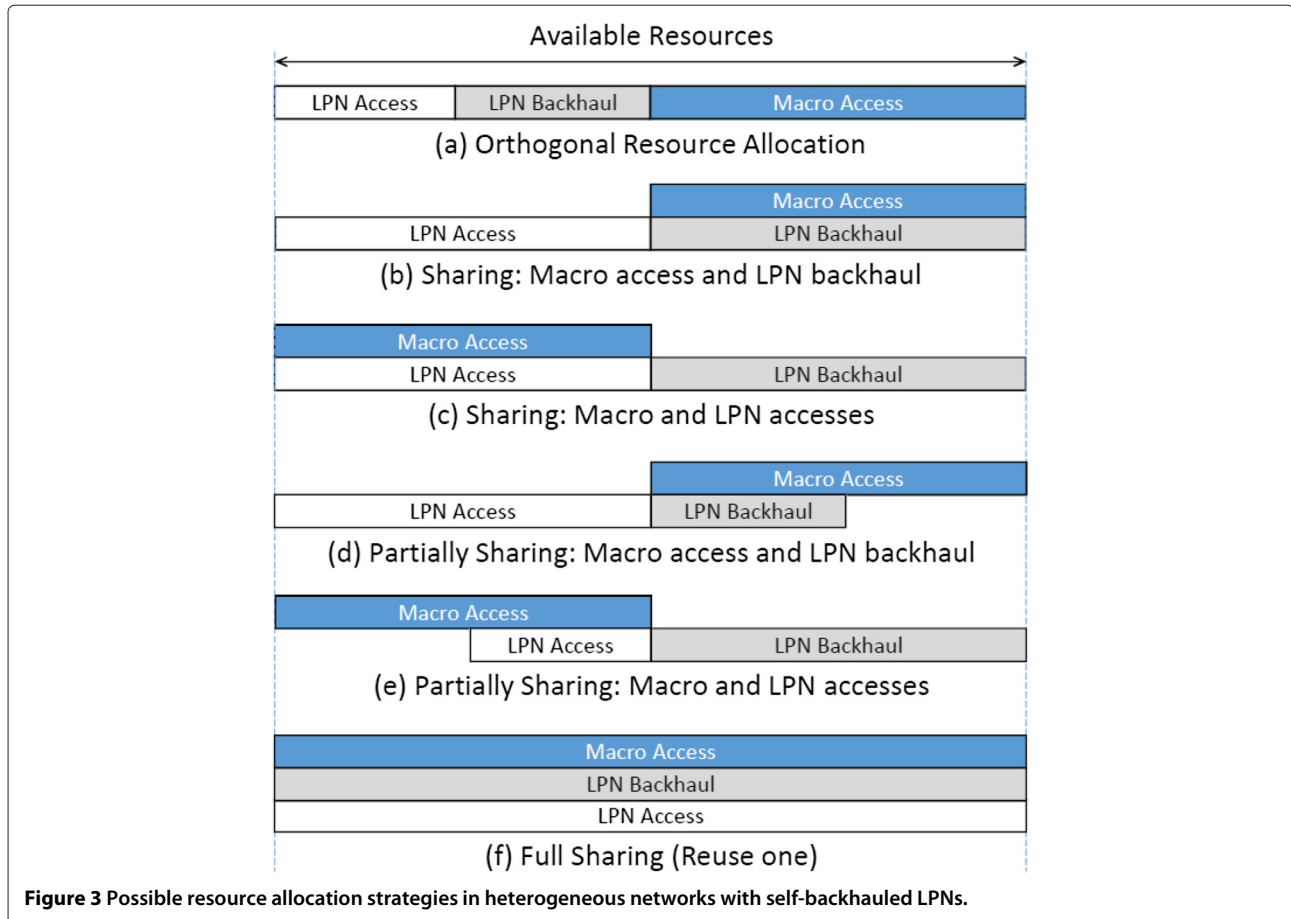 Available Resources
LPN Access LPN Backhaul Macro Access
(a) Orthogonal Resource Allocation
Macro Access
LPN Access LPN Backhaul
(b) Sharing: Macro access and LPN backhaul
Macro Access
LPN Access LPN Backhaul
(c) Sharing: Macro and LPN accesses
Macro Access
LPN Access LPN Backhaul
(d) Partially Sharing: Macro access and LPN backhaul
Macro Access
LPN Access LPN Backhaul
(e) Partially Sharing: Macro and LPN accesses
Macro Access
LPN Backhaul
LPN Access
(f) Full Sharing (Reuse one)
Figure 3 Possible resource allocation strategies in heterogeneous networks with self-backhauled LPNs.